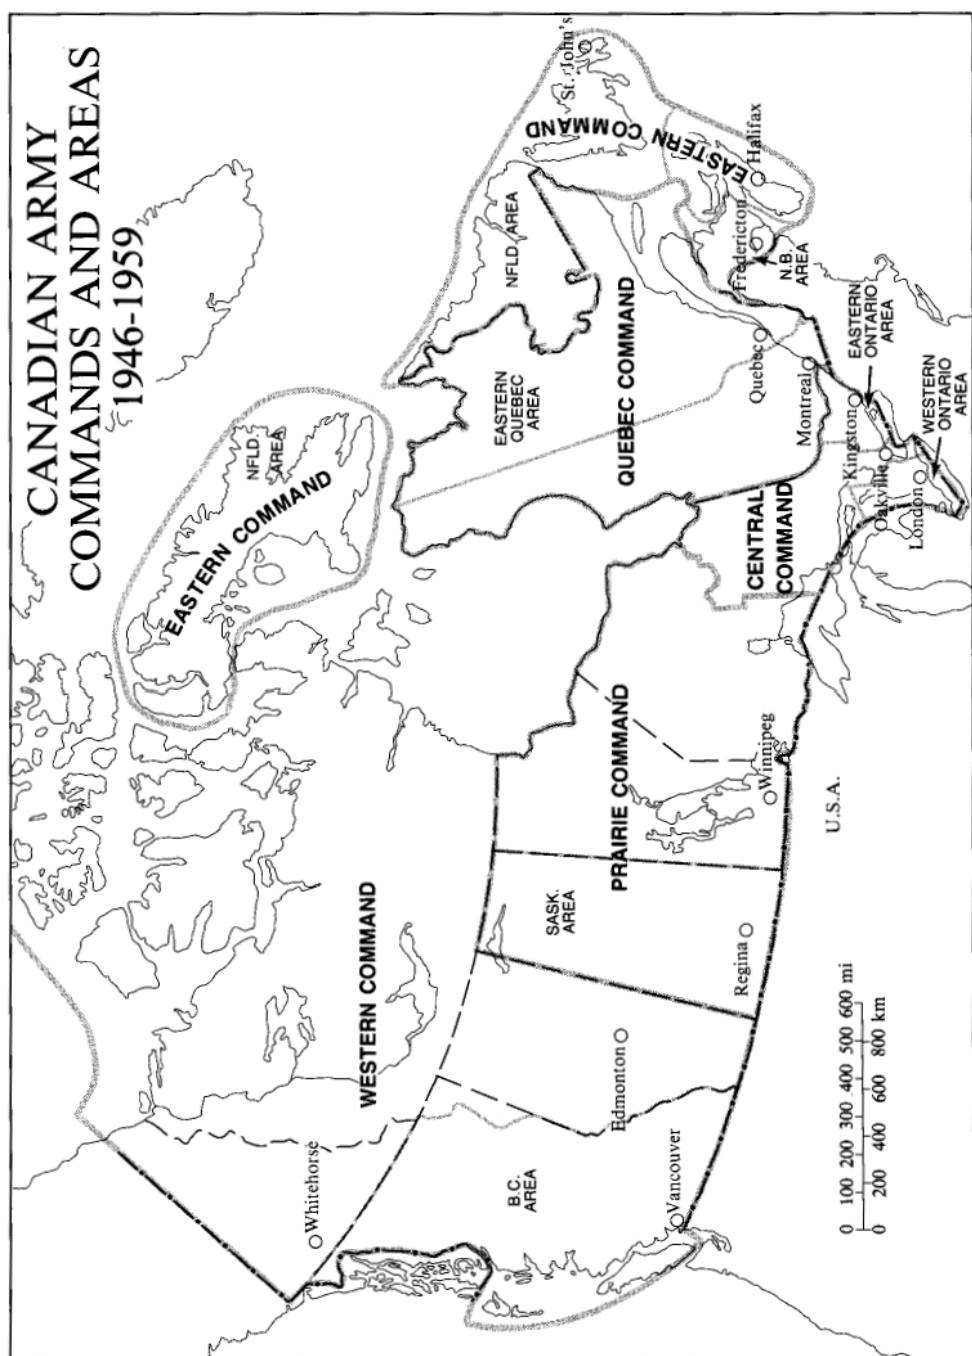 CANADIAN ARMY
COMMANDS AND AREAS
1946-1959
EASTERN COMMAND
NFLD.
AREA
WESTERN COMMAND
Whitehorse
B.C.
AREA
Vancouver
Edmonton
SASK.
AREA
Regina
PRAIRIE COMMAND
Winnipeg
U.S.A.
CENTRAL
COMMAND
EASTERN
QUEBEC
AREA
QUEBEC COMMAND
NFLD. AREA
St. John's
EASTERN COMMAND
Halifax
Fredericton
N.B.
AREA
Quebec
Montreal
Kingston
Oakville
London
EASTERN
ONTARIO
AREA
WESTERN
ONTARIO
AREA
0 100 200 300 400 500 600 mi
0 200 400 600 800 km